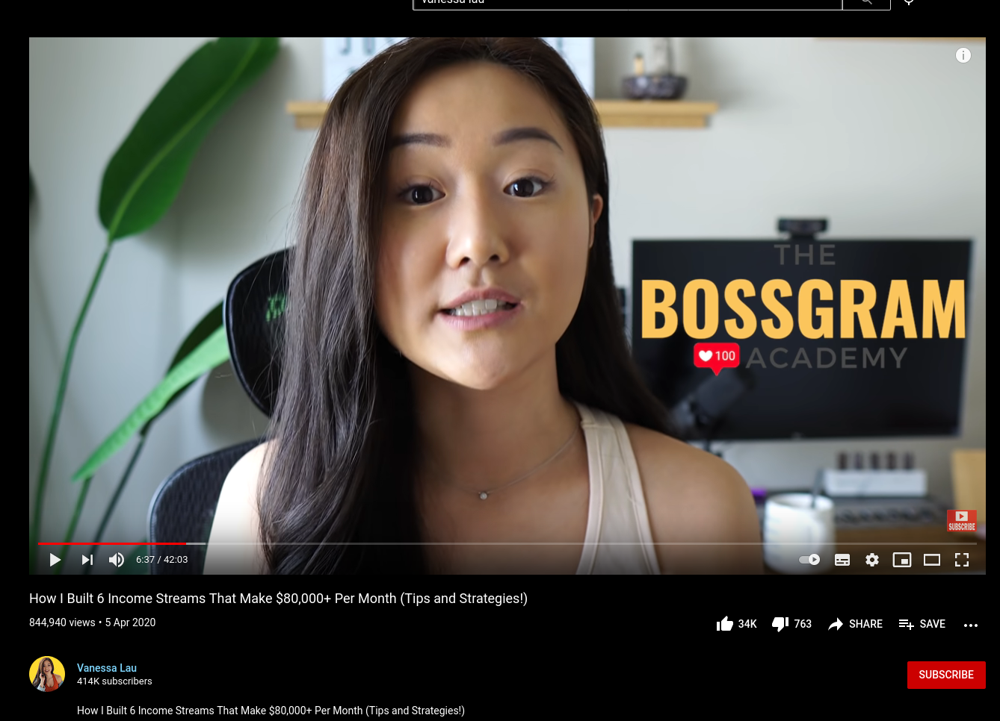 vanessa lau
THE
BOSSGRAM
100
ACADEMY
SUBSCRIBE
6:37 / 42:03
How I Built 6 Income Streams That Make $80,000+ Per Month (Tips and Strategies!)
844,940 views • 5 Apr 2020
34K 763 SHARE SAVE
Vanessa Lau
414K subscribers
SUBSCRIBE
How I Built 6 Income Streams That Make $80,000+ Per Month (Tips and Strategies!)